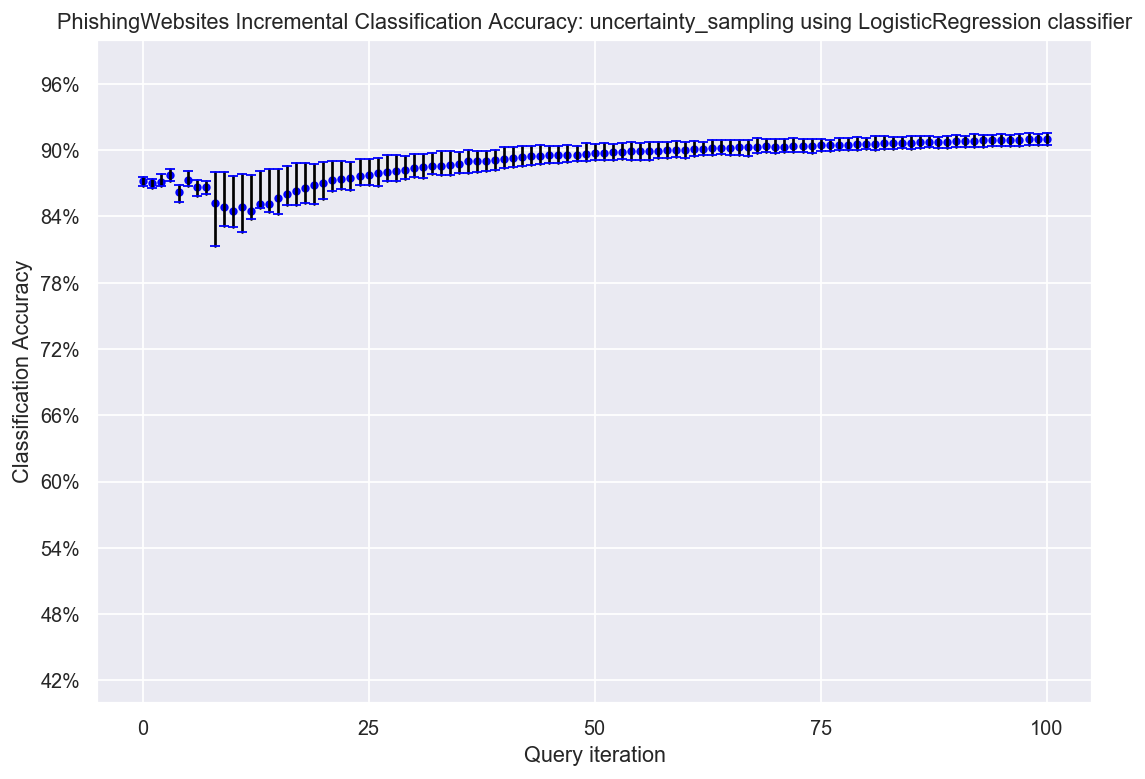 PhishingWebsites Incremental Classification Accuracy: uncertainty_sampling using LogisticRegression classifier
96%
90%
84%
78%
72%
66%
60%
54%
48%
42%
Classification Accuracy
0 25 50 75 100
Query iteration